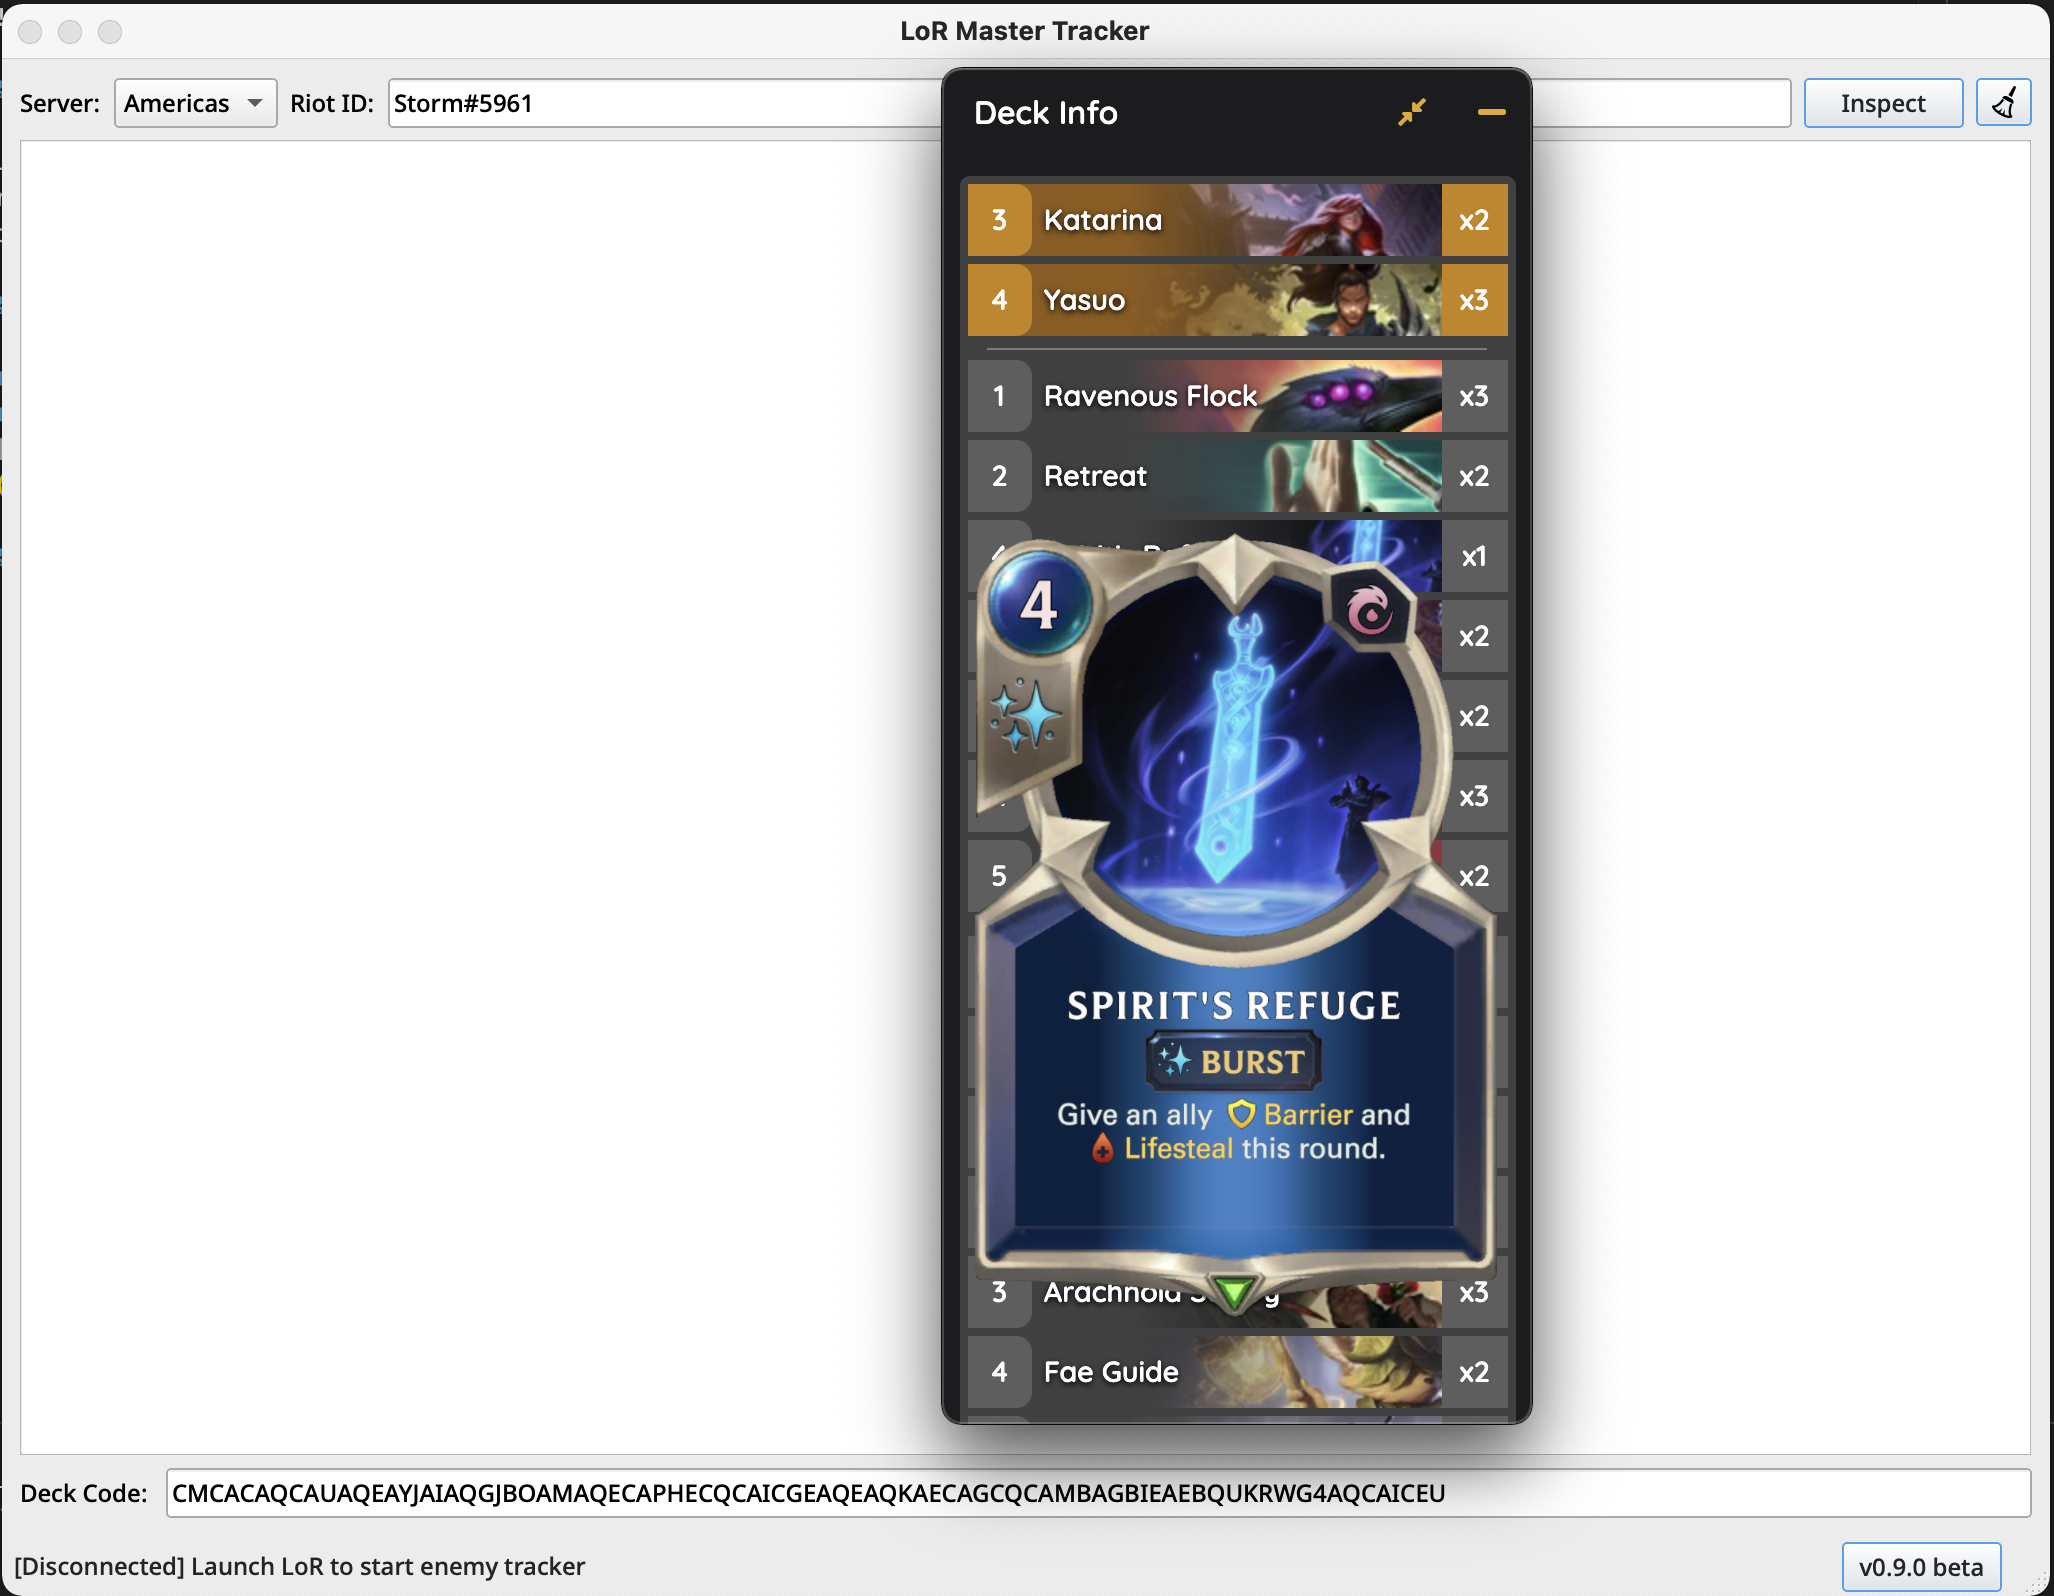 LoR Master Tracker
Server: Americas Riot ID: Storm#5961 Inspect
Deck Info
3 Katarina x2
4 Yasuo x3
1 Ravenous Flock x3
2 Retreat x2
x1
4
x2
x2
x3
5 x2
SPIRIT'S REFUGE
BURST
Give an ally Barrier and
Lifesteal this round.
3 Arachnoid x3
4 Fae Guide x2
Deck Code: CMCACAQCAUAQEAYJAIAQGJBOAMAQECAPHECQCAICGEAQEAQKAECAGCQCAMBAGBIEAEBQUKRWG4AQCAICEU
[Disconnected] Launch LoR to start enemy tracker
v0.9.0 beta